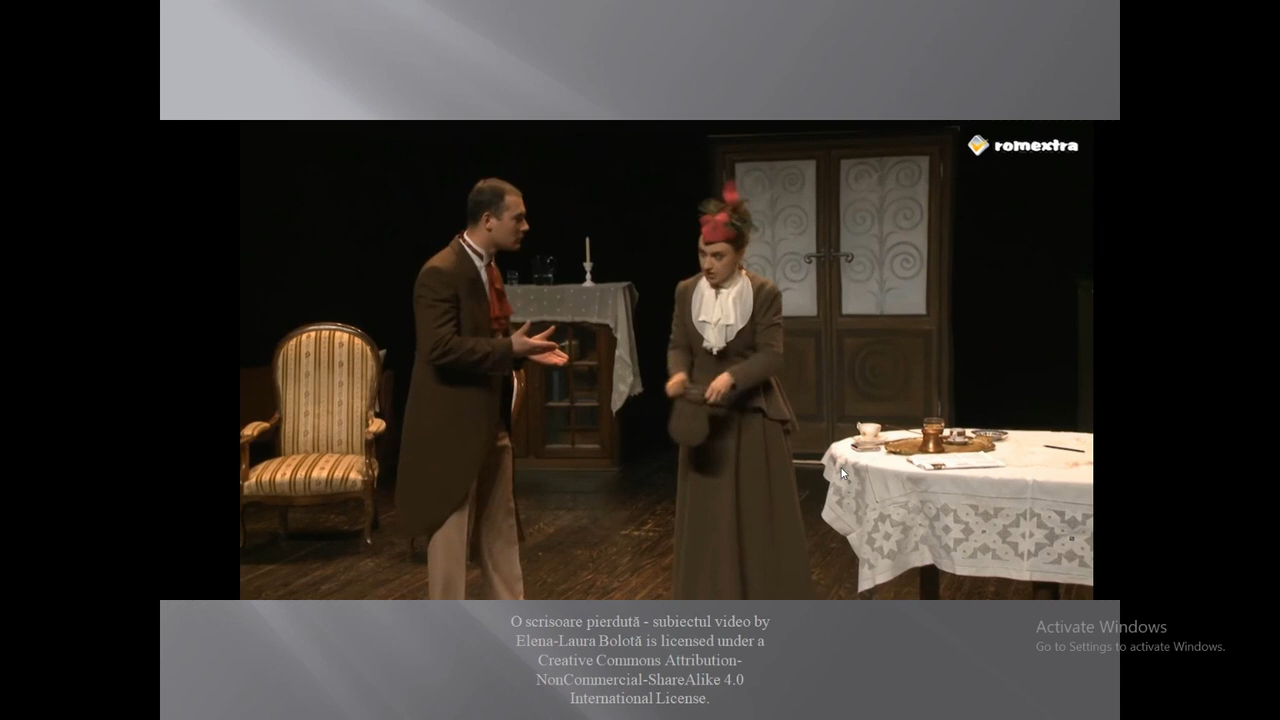 romextra
O scrisoare pierdută - subiectul video by
Elena-Laura Bolotă is licensed under a
Creative Commons Attribution-
NonCommercial-ShareAlike 4.0
International License.
Activate Windows
Go to Settings to activate Windows.